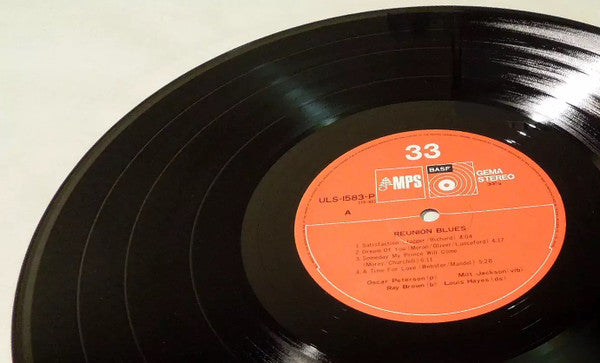 33
MPS
BASF
GEMA
STEREO
ULS-1583-P
A
REUNION BLUES
1. Satisfaction (Jagger/Richard) 4:04
2. Dream Of You (Moran/Oliver/Lunceford) 4:17
3. Someday My Prince Will Come
(Morey/Churchill) 6:11
4. A Time For Love (Webster/Mandel) 5:28
Oscar Peterson(p) Milt Jackson(vib)
Ray Brown(b) Louis Hayes(ds)